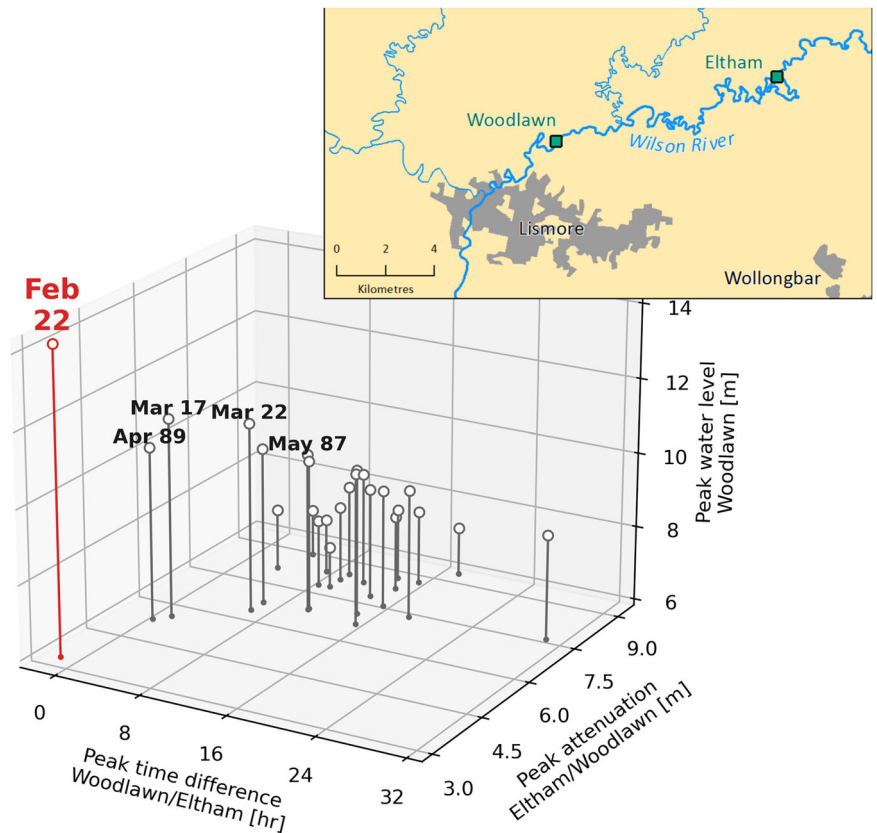 Eltham
Woodlawn
Wilson River
Lismore
0 2 4
Kilometres
Wollongbar
Feb
22
Mar 17
Mar 22
Apr 89
May 87
14
12
10
8
6
Peak water level
Woodlawn [m]
0
8
16
24
32
Peak time difference
Woodlawn/Eltham [hr]
3.0
4.5
6.0
7.5
9.0
Peak attenuation
Eltham/Woodlawn [m]